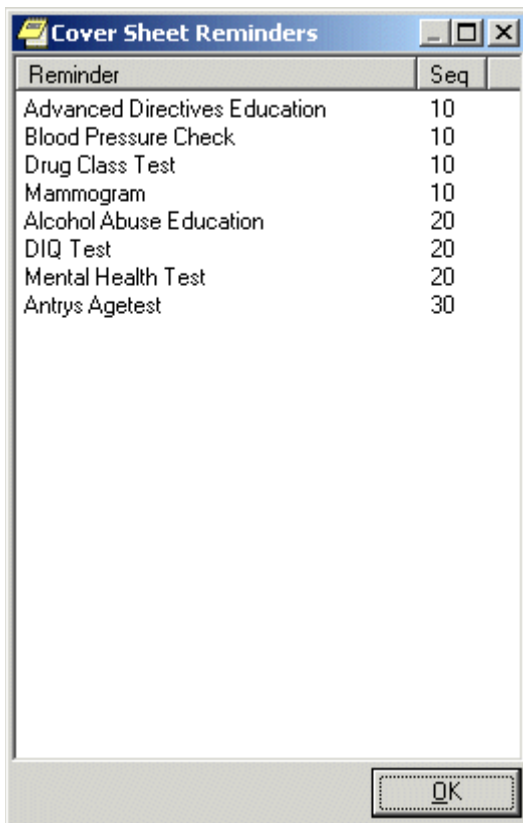 Cover Sheet Reminders
Reminder Seq
Advanced Directives Education 10
Blood Pressure Check 10
Drug Class Test 10
Mammogram 10
Alcohol Abuse Education 20
DIQ Test 20
Mental Health Test 20
Antrys Agetest 30
OK